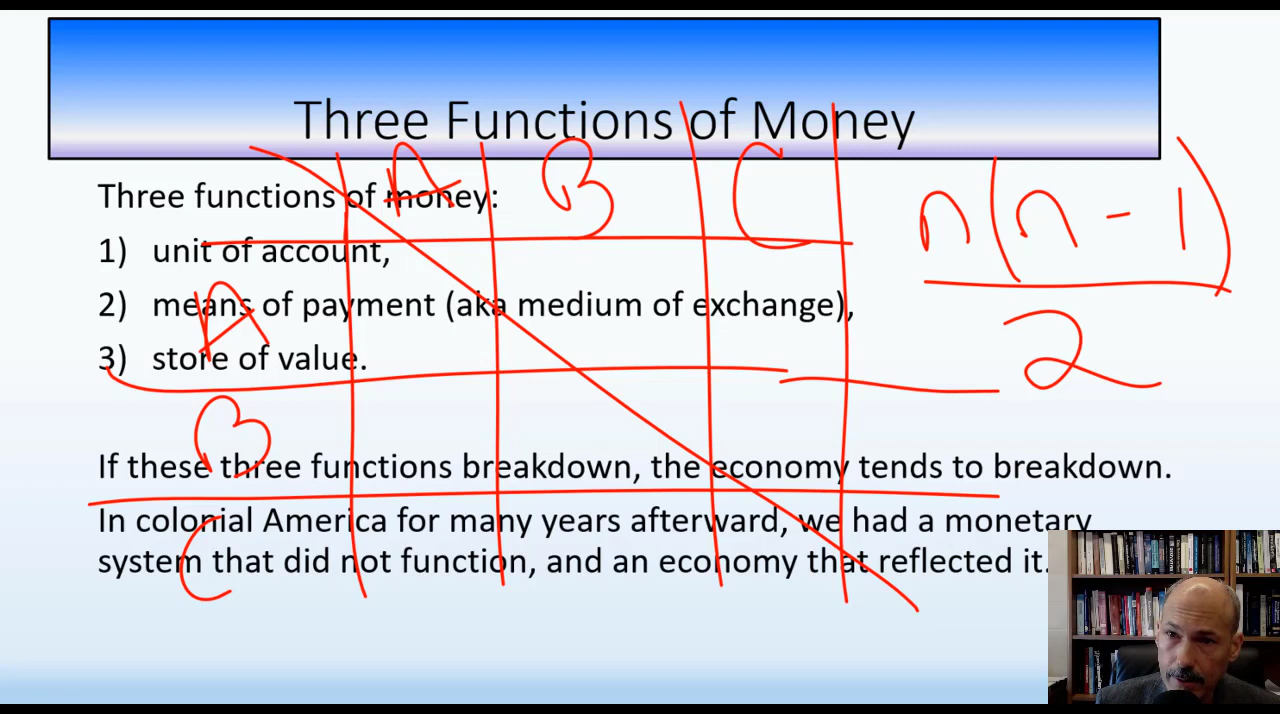 Three Functions of Money
Three functions of money:
1) unit of account,
2) means of payment (aka medium of exchange),
3) store of value.
If these three functions breakdown, the economy tends to breakdown.
In colonial America for many years afterward, we had a monetary
system that did not function, and an economy that reflected it.
A B C
A
B
C
n(n-1)
2